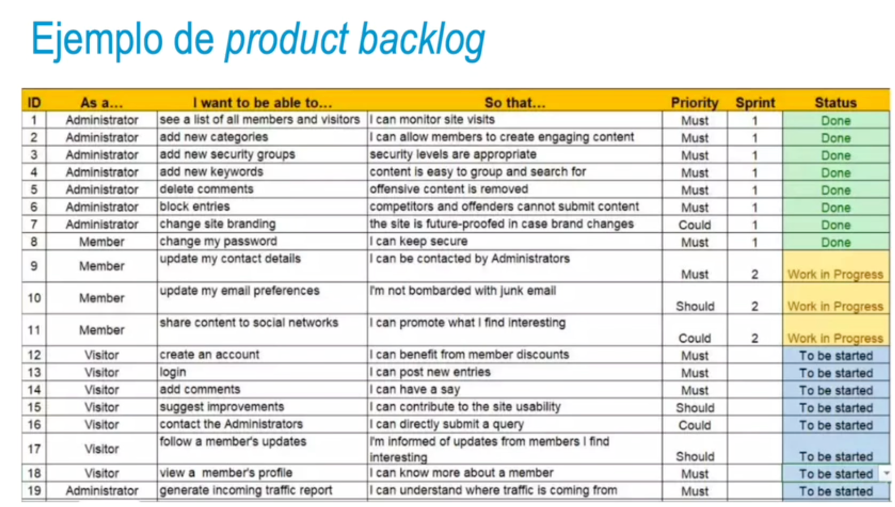 Ejemplo de product backlog
ID As a... I want to be able to... So that... Priority Sprint Status
1 Administrator see a list of all members and visitors I can monitor site visits Must 1 Done
2 Administrator add new categories I can allow members to create engaging content Must 1 Done
3 Administrator add new security groups security levels are appropriate Must 1 Done
4 Administrator add new keywords content is easy to group and search for Must 1 Done
5 Administrator delete comments offensive content is removed Must 1 Done
6 Administrator block entries competitors and offenders cannot submit content Must 1 Done
7 Administrator change site branding the site is future-proofed in case brand changes Could 1 Done
8 Member change my password I can keep secure Must 1 Done
9 Member update my contact details I can be contacted by Administrators Must 2 Work in Progress
10 Member update my email preferences I'm not bombarded with junk email Should 2 Work in Progress
11 Member share content to social networks I can promote what I find interesting Could 2 Work in Progress
12 Visitor create an account I can benefit from member discounts Must To be started
13 Visitor login I can post new entries Must To be started
14 Visitor add comments I can have a say Must To be started
15 Visitor suggest improvements I can contribute to the site usability Should To be started
16 Visitor contact the Administrators I can directly submit a query Could To be started
17 Visitor follow a member's updates I'm informed of updates from members I find
interesting Should To be started
18 Visitor view a member's profile I can know more about a member Must To be started
19 Administrator generate incoming traffic report I can understand where traffic is coming from Must To be started